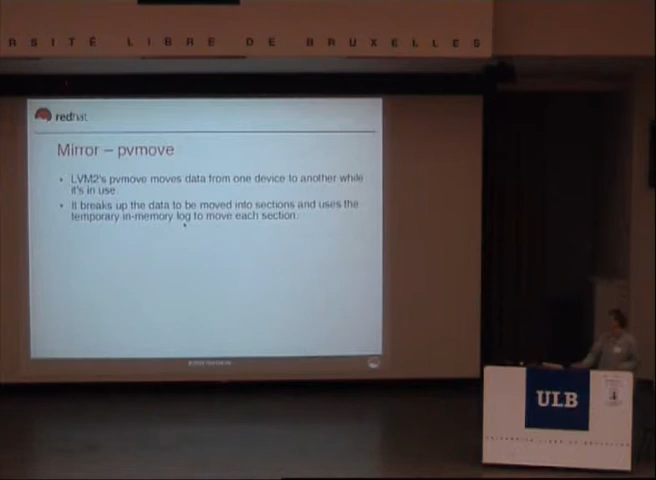 RSITÉ LIBRE DE BRUXELLES
redhat
Mirror – pvmove
• LVM2's pvmove moves data from one device to another while
it's in use
• It breaks up the data to be moved into sections and uses the
temporary in-memory log to move each section.
ULB